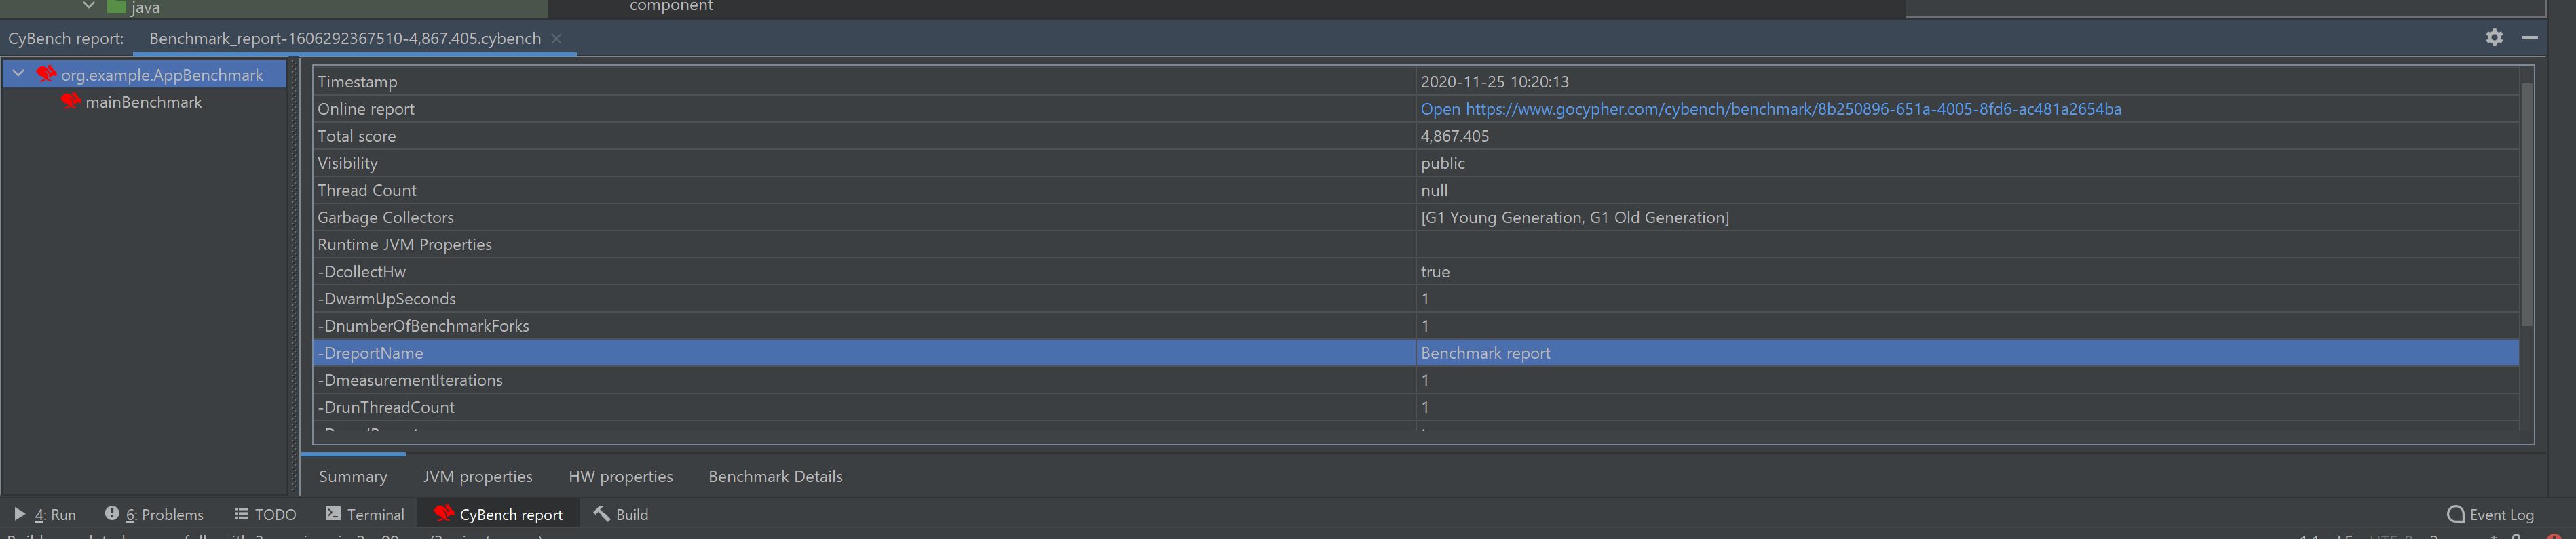 java
component
CyBench report: Benchmark_report-1606292367510-4,867.405.cybench
org.example.AppBenchmark
mainBenchmark
Timestamp 2020-11-25 10:20:13
Online report Open https://www.gocypher.com/cybench/benchmark/8b250896-651a-4005-8fd6-ac481a2654ba
Total score 4,867.405
Visibility public
Thread Count null
Garbage Collectors [G1 Young Generation, G1 Old Generation]
Runtime JVM Properties
-DcollectHw true
-DwarmUpSeconds 1
-DnumberOfBenchmarkForks 1
-DreportName Benchmark report
-DmeasurementIterations 1
-DrunThreadCount 1
Summary JVM properties HW properties Benchmark Details
4: Run 6: Problems TODO Terminal CyBench report Build Event Log